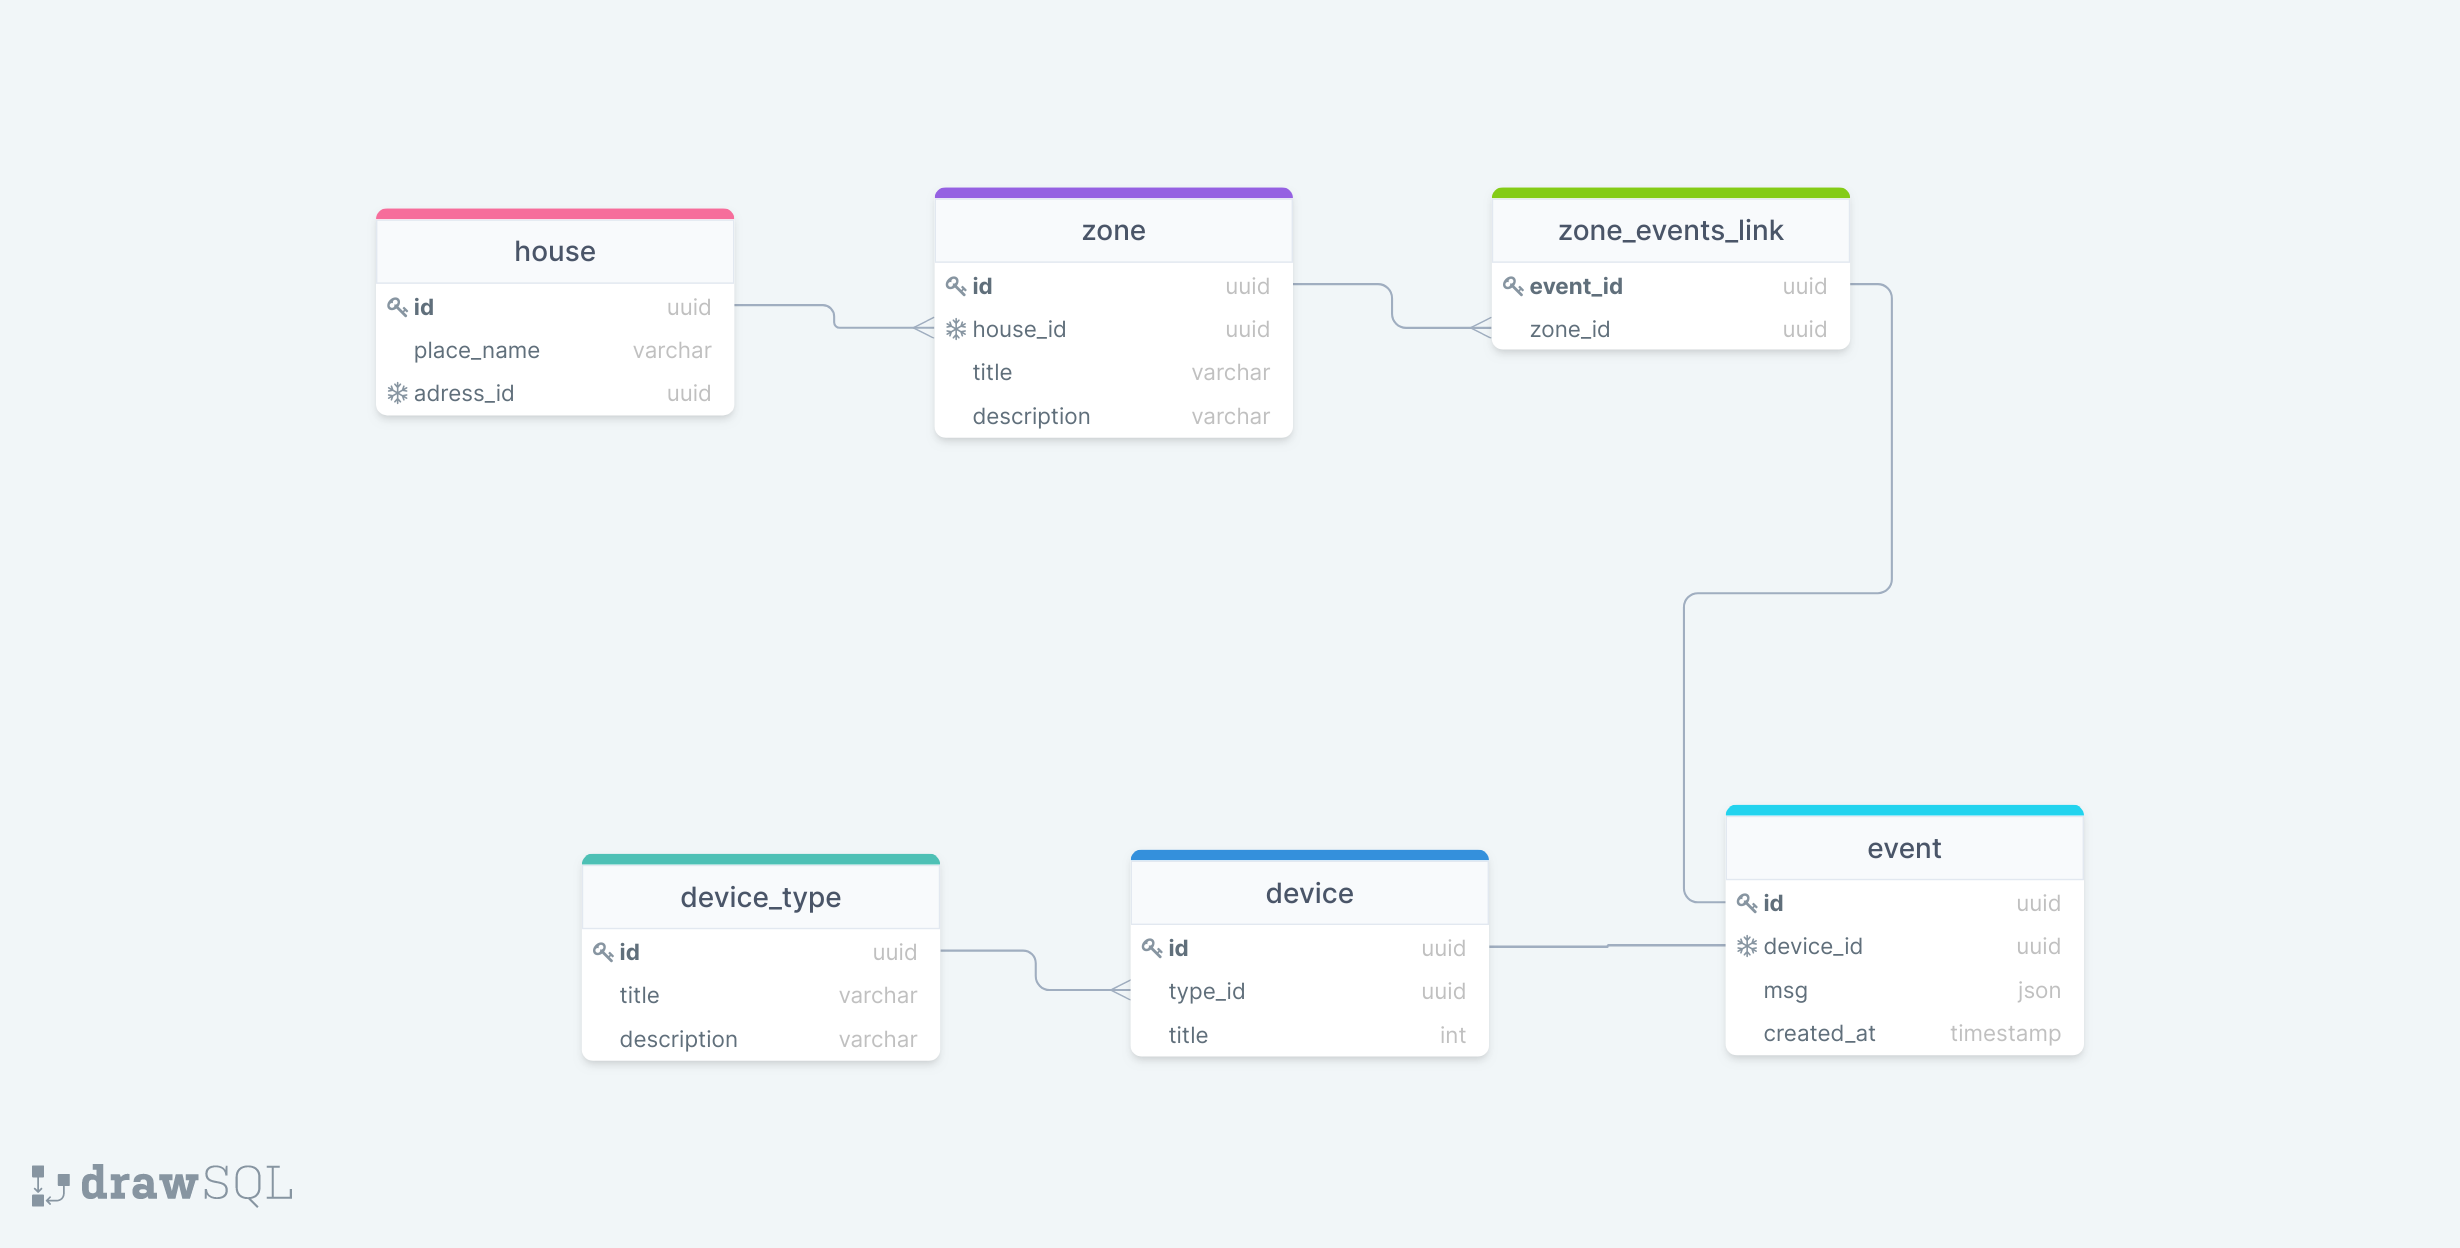 house
id uuid
place_name varchar
adress_id uuid
zone
id uuid
house_id uuid
title varchar
description varchar
zone_events_link
event_id uuid
zone_id uuid
device_type
id uuid
title varchar
description varchar
device
id uuid
type_id uuid
title int
event
id uuid
device_id uuid
msg json
created_at timestamp
drawSQL